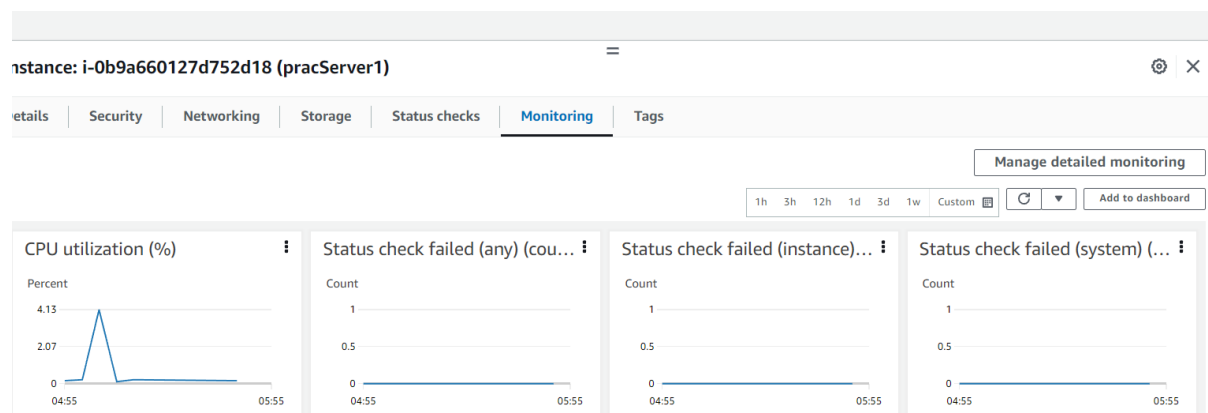 nstance: i-0b9a660127d752d18 (pracServer1)
etails Security Networking Storage Status checks Monitoring Tags
Manage detailed monitoring
1h 3h 12h 1d 3d 1w Custom Add to dashboard
CPU utilization (%) Status check failed (any) (cou... Status check failed (instance)... Status check failed (system) (...
Percent Count Count Count
4.13 1 1 1
2.07 0.5 0.5 0.5
0 0 0 0
04:55 05:55 04:55 05:55 04:55 05:55 04:55 05:55